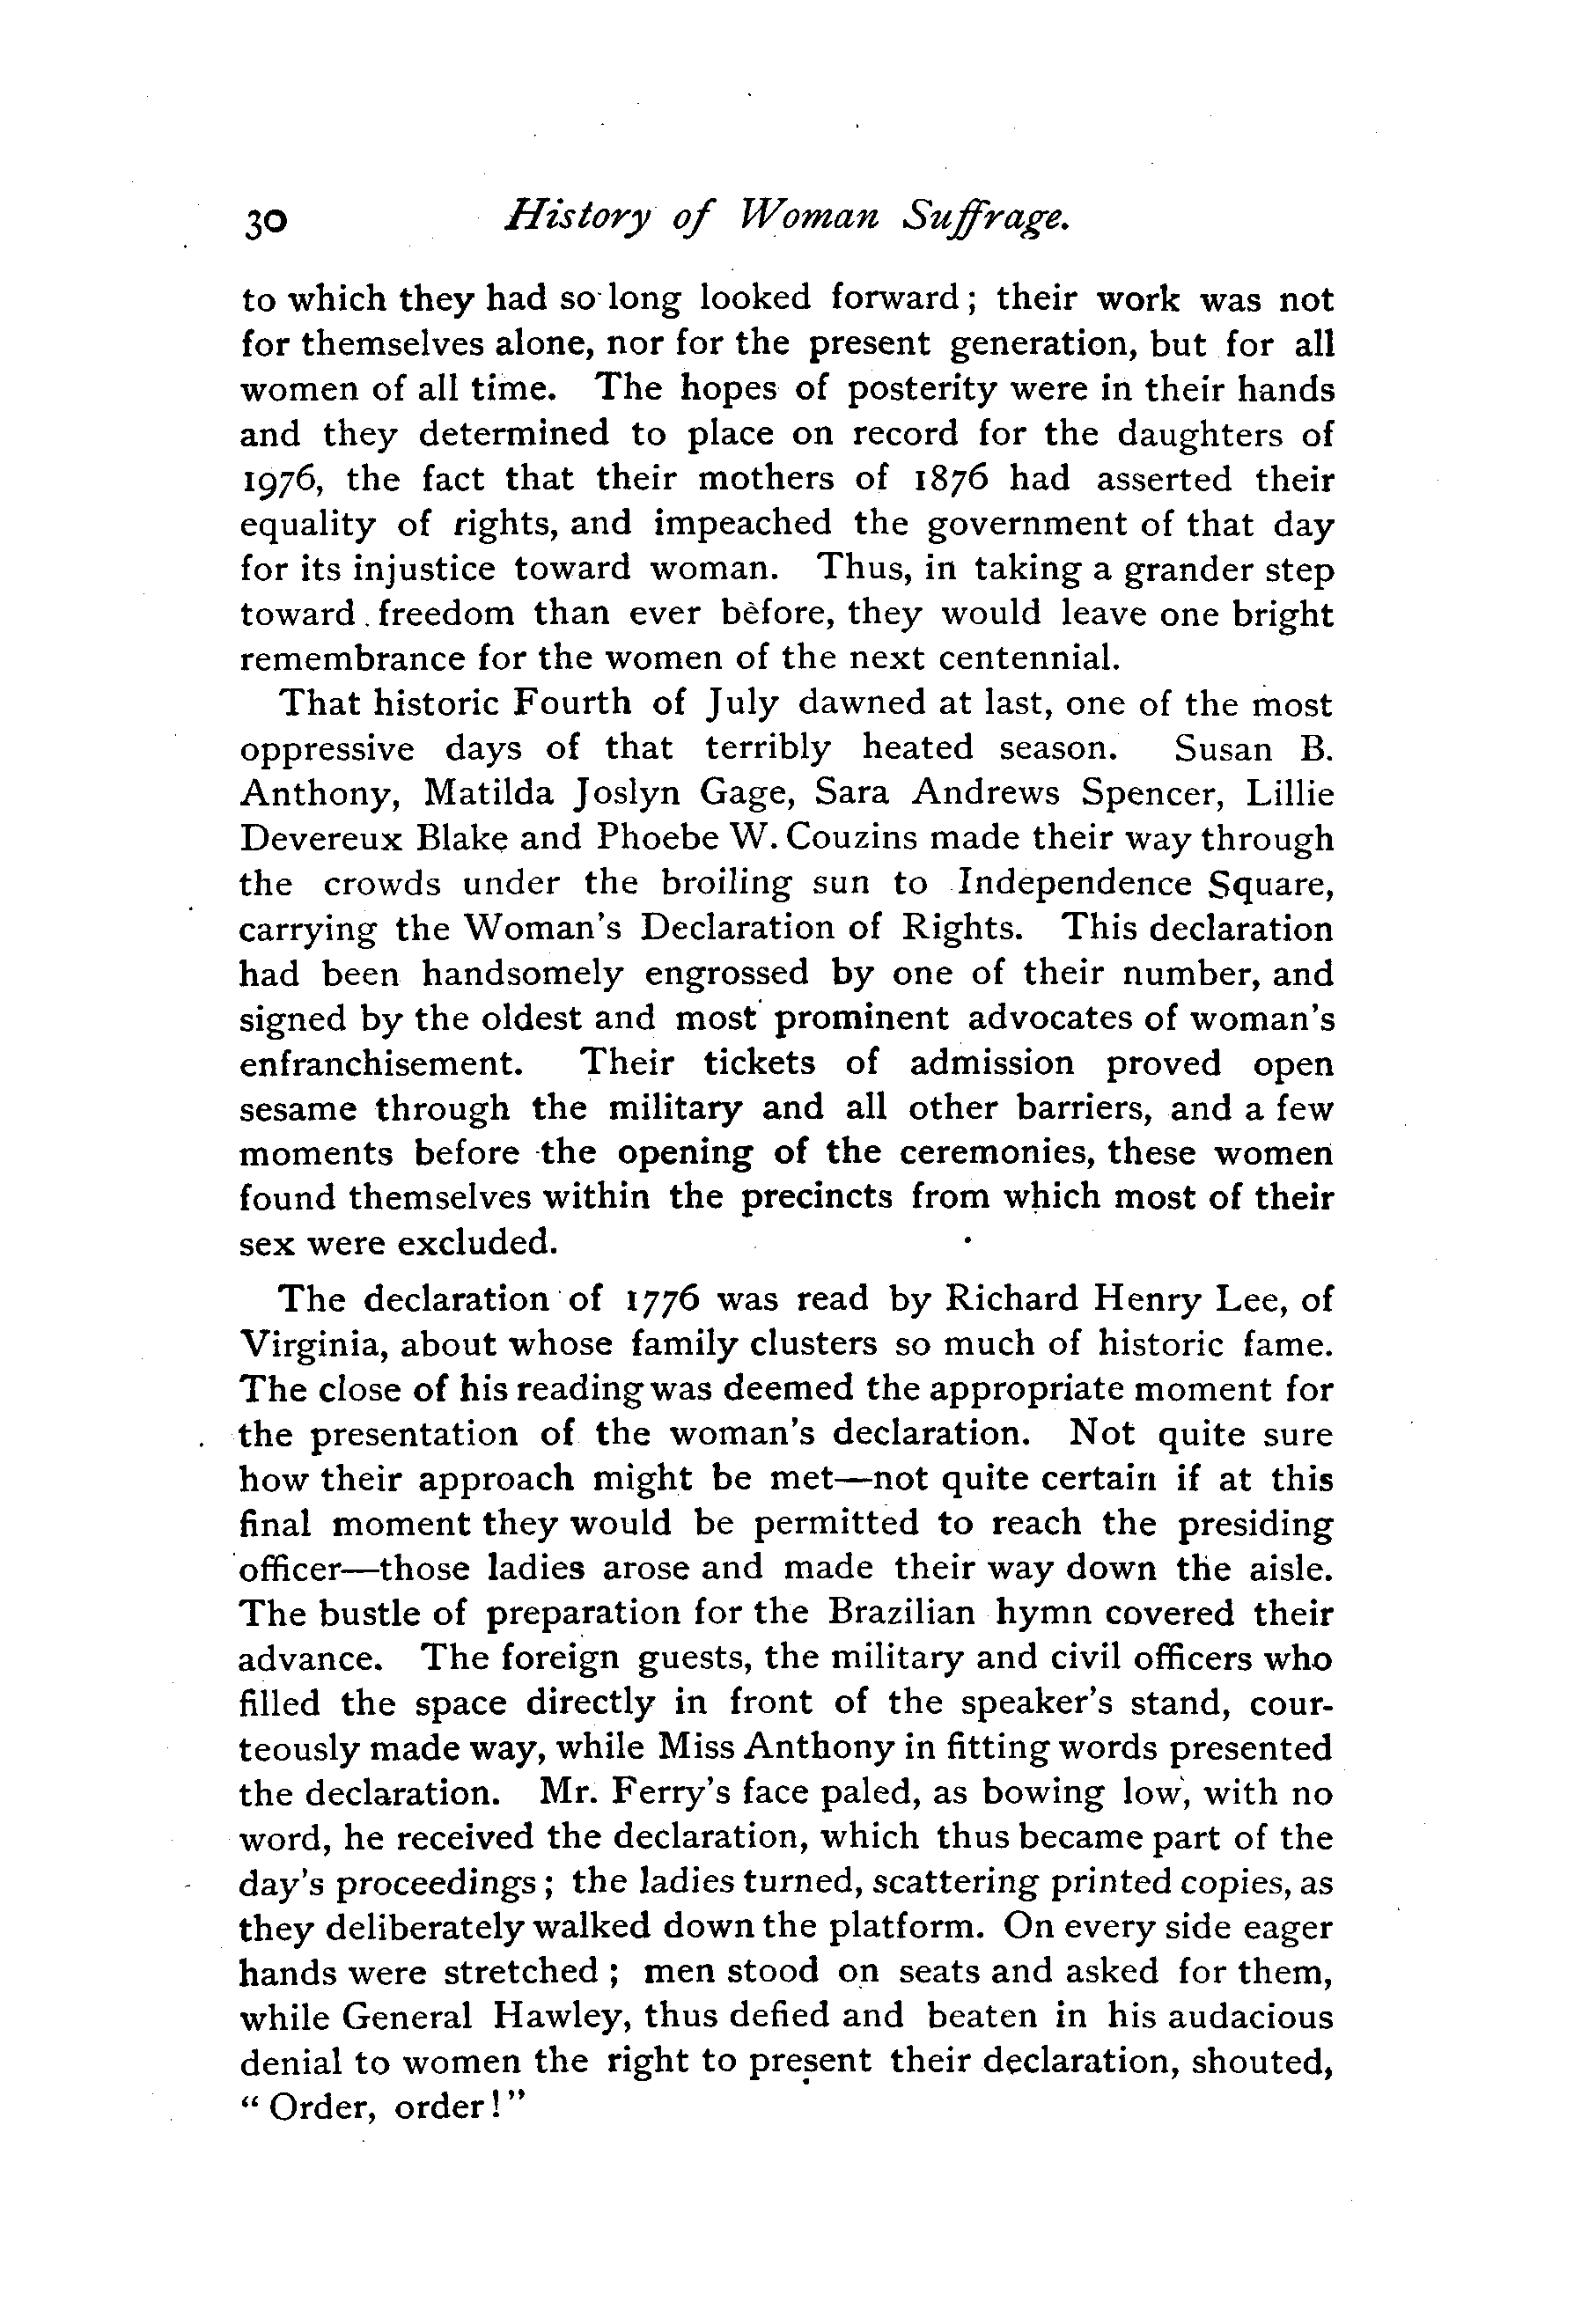 30 History of Woman Suffrage.
to which they had so long looked forward; their work was not
for themselves alone, nor for the present generation, but for all
women of all time. The hopes of posterity were in their hands
and they determined to place on record for the daughters of
1976, the fact that their mothers of 1876 had asserted their
equality of rights, and impeached the government of that day
for its injustice toward woman. Thus, in taking a grander step
toward freedom than ever before, they would leave one bright
remembrance for the women of the next centennial.
That historic Fourth of July dawned at last, one of the most
oppressive days of that terribly heated season. Susan B.
Anthony, Matilda Joslyn Gage, Sara Andrews Spencer, Lillie
Devereux Blake and Phoebe W. Couzins made their way through
the crowds under the broiling sun to Independence Square,
carrying the Woman's Declaration of Rights. This declaration
had been handsomely engrossed by one of their number, and
signed by the oldest and most prominent advocates of woman's
enfranchisement. Their tickets of admission proved open
sesame through the military and all other barriers, and a few
moments before the opening of the ceremonies, these women
found themselves within the precincts from which most of their
sex were excluded.
The declaration of 1776 was read by Richard Henry Lee, of
Virginia, about whose family clusters so much of historic fame.
The close of his reading was deemed the appropriate moment for
the presentation of the woman's declaration. Not quite sure
how their approach might be met—not quite certain if at this
final moment they would be permitted to reach the presiding
officer—those ladies arose and made their way down the aisle.
The bustle of preparation for the Brazilian hymn covered their
advance. The foreign guests, the military and civil officers who
filled the space directly in front of the speaker's stand, cour-
teously made way, while Miss Anthony in fitting words presented
the declaration. Mr. Ferry's face paled, as bowing low, with no
word, he received the declaration, which thus became part of the
day's proceedings; the ladies turned, scattering printed copies, as
they deliberately walked down the platform. On every side eager
hands were stretched; men stood on seats and asked for them,
while General Hawley, thus defied and beaten in his audacious
denial to women the right to present their declaration, shouted,
"Order, order!"